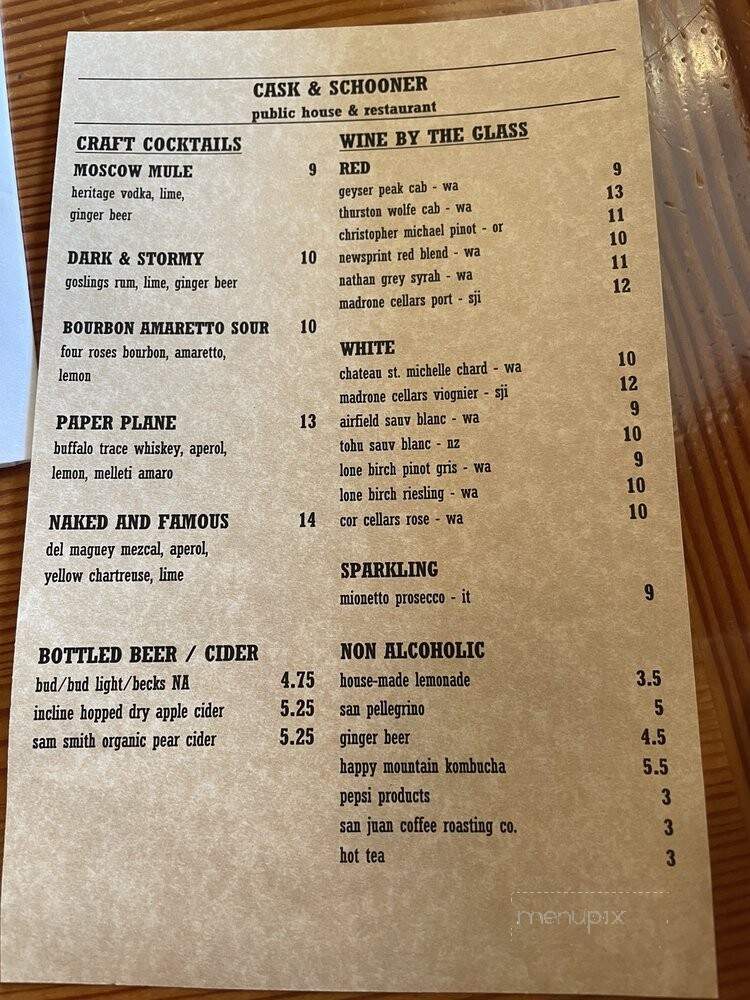 CASK & SCHOONER
public house & restaurant
CRAFT COCKTAILS
MOSCOW MULE 9
heritage vodka, lime,
ginger beer
DARK & STORMY 10
goslings rum, lime, ginger beer
BOURBON AMARETTO SOUR 10
four roses bourbon, amaretto,
lemon
PAPER PLANE 13
buffalo trace whiskey, aperol,
lemon, melleti amaro
NAKED AND FAMOUS 14
del maguey mezcal, aperol,
yellow chartreuse, lime
BOTTLED BEER / CIDER
bud/bud light/becks NA 4.75
incline hopped dry apple cider 5.25
sam smith organic pear cider 5.25
WINE BY THE GLASS
RED
geyser peak cab - wa 9
thurston wolfe cab - wa 13
christopher michael pinot - or 11
newsprint red blend - wa 10
nathan grey syrah - wa 11
madrone cellars port - sji 12
WHITE
chateau st. michelle chard - wa 10
madrone cellars viognier - sji 12
airfield sauv blanc - wa 9
tohu sauv blanc - nz 10
lone birch pinot gris - wa 9
lone birch riesling - wa 10
cor cellars rose - wa 10
SPARKLING
mionetto prosecco - it 9
NON ALCOHOLIC
house-made lemonade 3.5
san pellegrino 5
ginger beer 4.5
happy mountain kombucha 5.5
pepsi products 3
san juan coffee roasting co. 3
hot tea 3
menupix